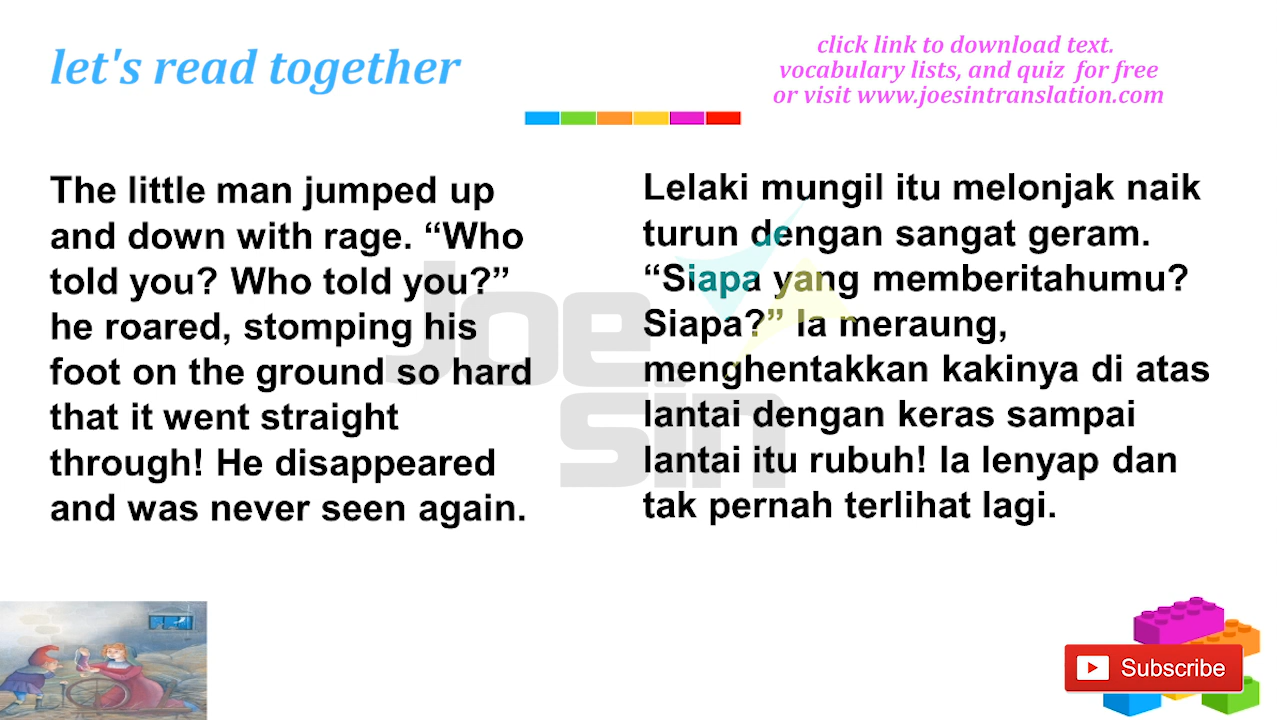 let's read together
click link to download text.
vocabulary lists, and quiz for free
or visit www.joesintranslation.com
The little man jumped up
and down with rage. “Who
told you? Who told you?”
he roared, stomping his
foot on the ground so hard
that it went straight
through! He disappeared
and was never seen again.
Lelaki mungil itu melonjak naik
turun dengan sangat geram.
“Siapa yang memberitahumu?
Siapa?” Ia meraung,
menghentakkan kakinya di atas
lantai dengan keras sampai
lantai itu rubuh! Ia lenyap dan
tak pernah terlihat lagi.
Joe
sin
Subscribe